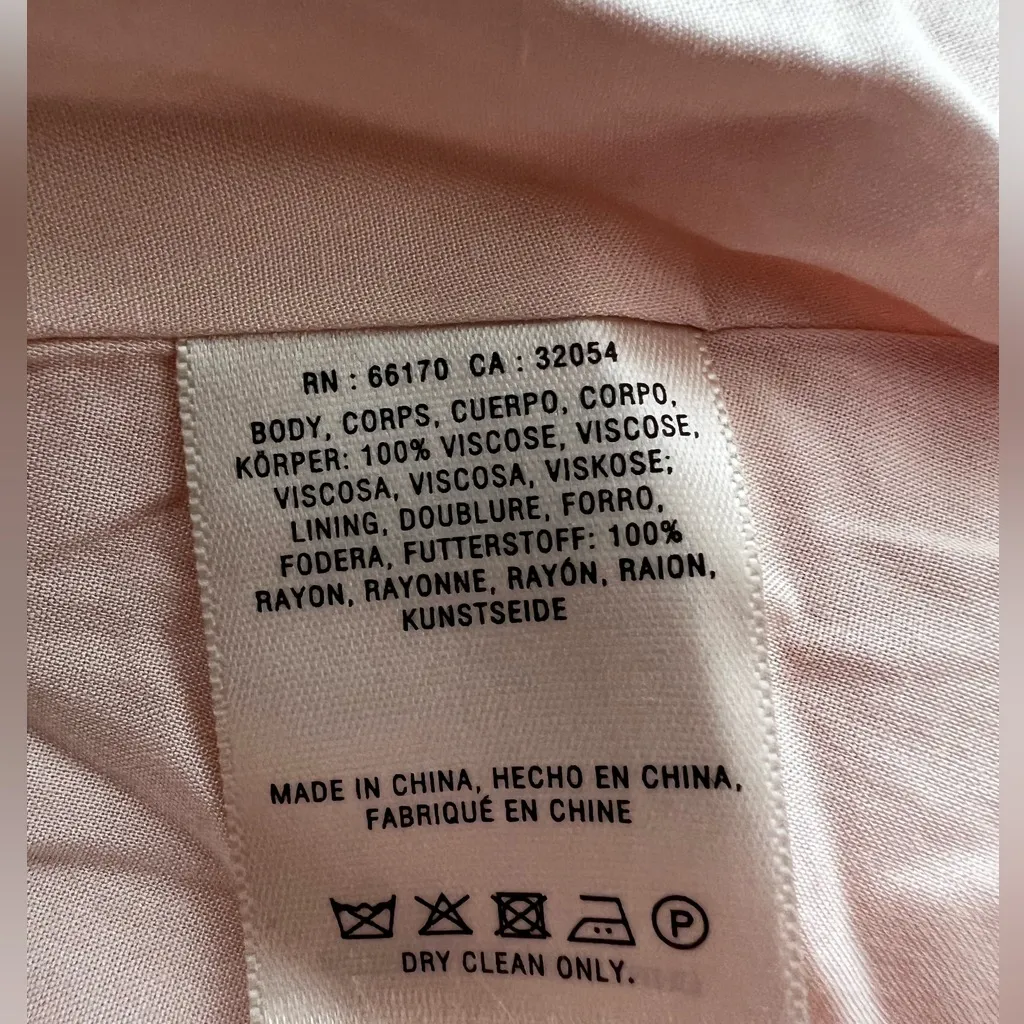 RN : 66170 CA : 32054
BODY, CORPS, CUERPO, CORPO,
KÖRPER: 100% VISCOSE, VISCOSE,
VISCOSA, VISCOSA, VISKOSE;
LINING, DOUBLURE, FORRO,
FODERA, FUTTERSTOFF: 100%
RAYON, RAYONNE, RAYÓN, RAION,
KUNSTSEIDE
MADE IN CHINA, HECHO EN CHINA,
FABRIQUÉ EN CHINE
P
DRY CLEAN ONLY.